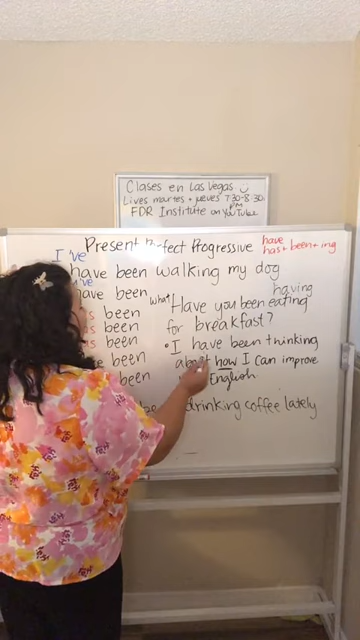 Clases en Las Vegas
Lives martes + jueves 7:30-8:30
PM
FDR Institute on YouTube
Present Perfect Progressive
have
has + been + ing
I've
have been walking my dog
've
have been
having
what
Have you been eating
been
for breakfast?
been
• I have been thinking
been
about how I can improve
been
English
drinking coffee lately